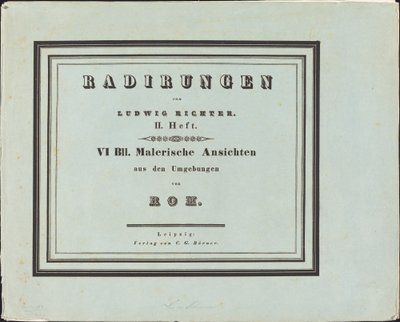 RADIRUNGEN
von
LUDWIG RICHTER.
II. Heft.
VI Bll. Malerische Ansichten
aus den Umgebungen
von
ROM.
Leipzig:
Verlag von C. G. Börner.